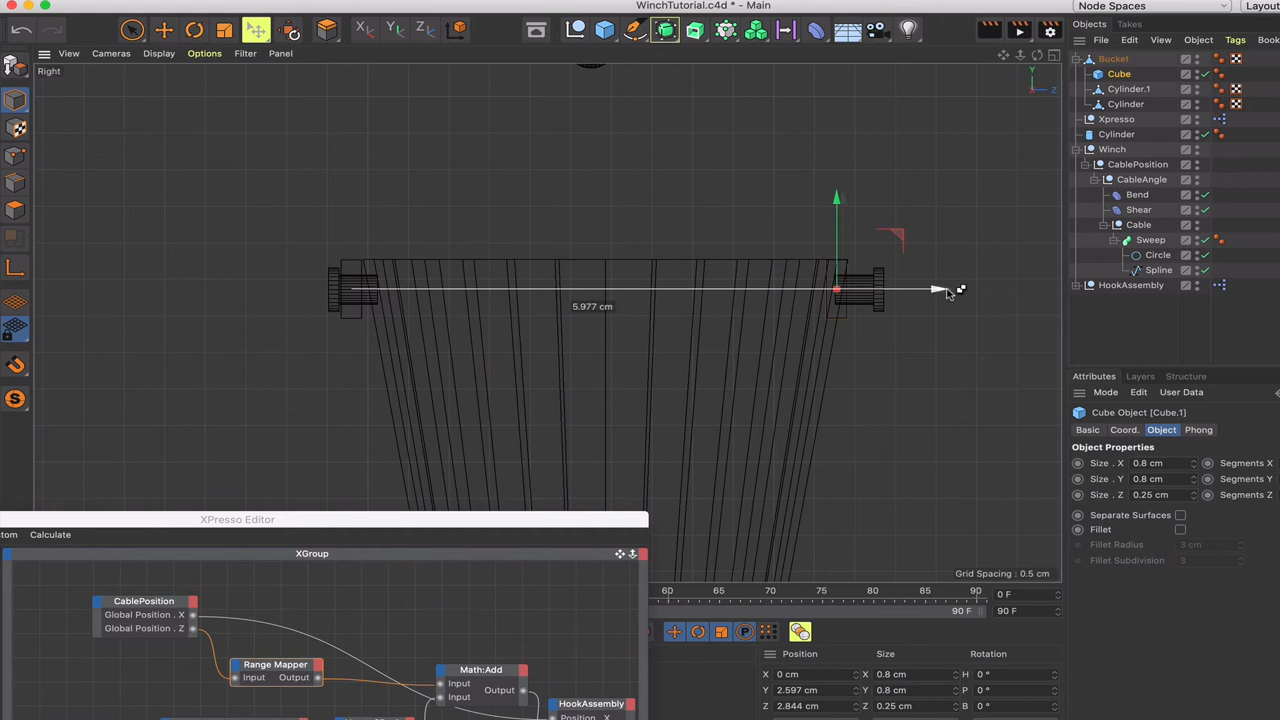 WinchTutorial.c4d * - Main
Node Spaces
Layout
View Cameras Display Options Filter Panel
Right
Y
Z
X Y Z
Objects Takes
File Edit View Object Tags Book
Bucket
Cube
Cylinder.1
Cylinder
Xpresso
Cylinder
Winch
CablePosition
CableAngle
Bend
Shear
Cable
Sweep
Circle
Spline
HookAssembly
5.977 cm
Attributes Layers Structure
Mode Edit User Data
Cube Object [Cube.1]
Basic Coord. Object Phong
Object Properties
Size . X 0.8 cm Segments X
Size . Y 0.8 cm Segments Y
Size . Z 0.25 cm Segments Z
Separate Surfaces
Fillet
Fillet Radius 3 cm
Fillet Subdivision 3
Grid Spacing : 0.5 cm
XPresso Editor
tom Calculate
XGroup
CablePosition
Global Position . X
Global Position . Z
Range Mapper
Input Output
Math:Add
Input
Input
Output
HookAssembly
Position . X
60 65 70 75 80 85 90
0 F
90 F 90 F
Position Size Rotation
X 0 cm X 0.8 cm H 0 °
Y 2.597 cm Y 0.8 cm P 0 °
Z 2.844 cm Z 0.25 cm B 0 °